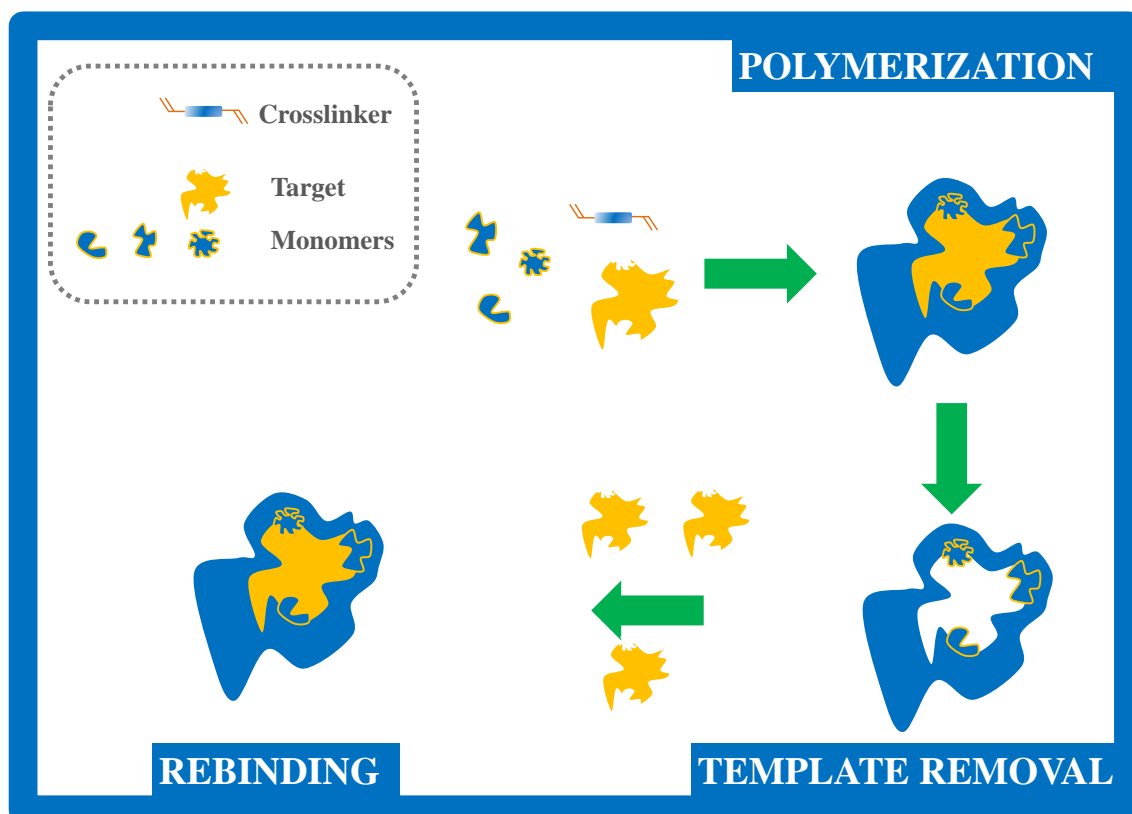 POLYMERIZATION
Crosslinker
Target
Monomers
REBINDING
TEMPLATE REMOVAL